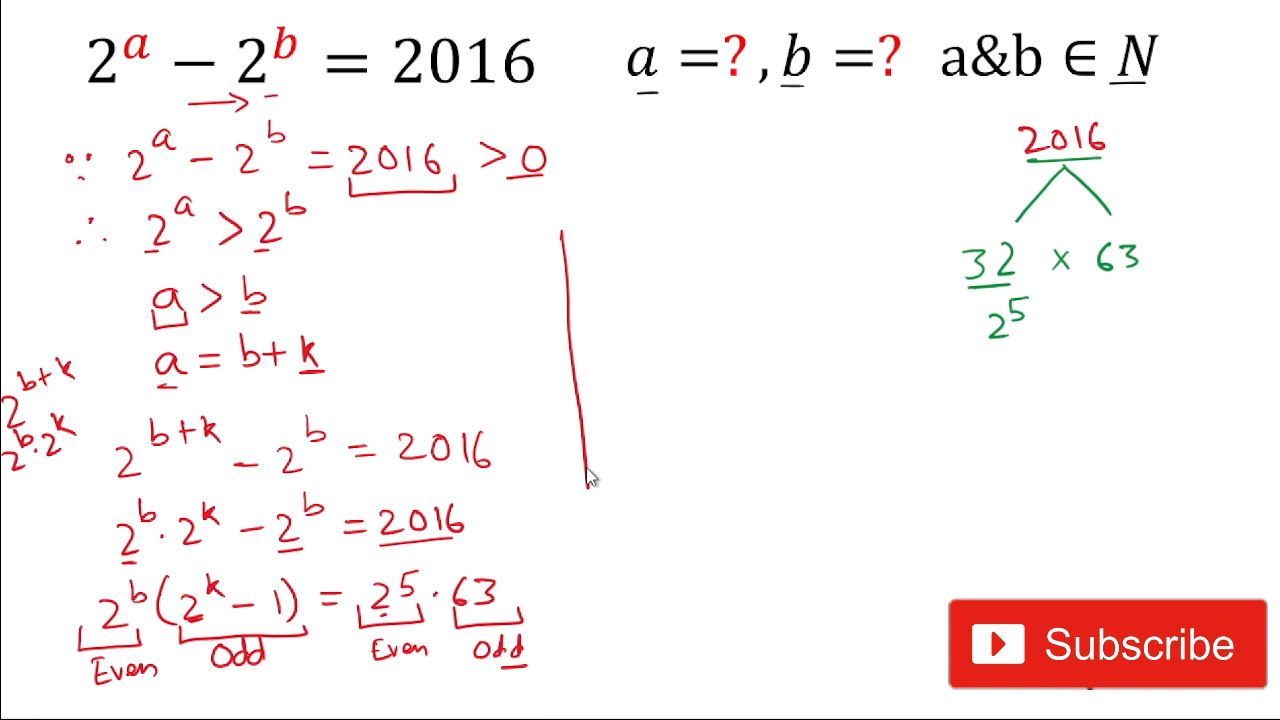 2^a − 2^b = 2016   a =? , b =?   a&b ∈ N
∵ 2^a − 2^b = 2016 > 0
∴ 2^a > 2^b
a > b
a = b + k
2^{b+k}
2^b · 2^k
2^{b+k} − 2^b = 2016
2^b · 2^k − 2^b = 2016
2^b (2^k − 1) = 2^5 · 63
Even Odd Even Odd
2016
32 × 63
2^5
Subscribe